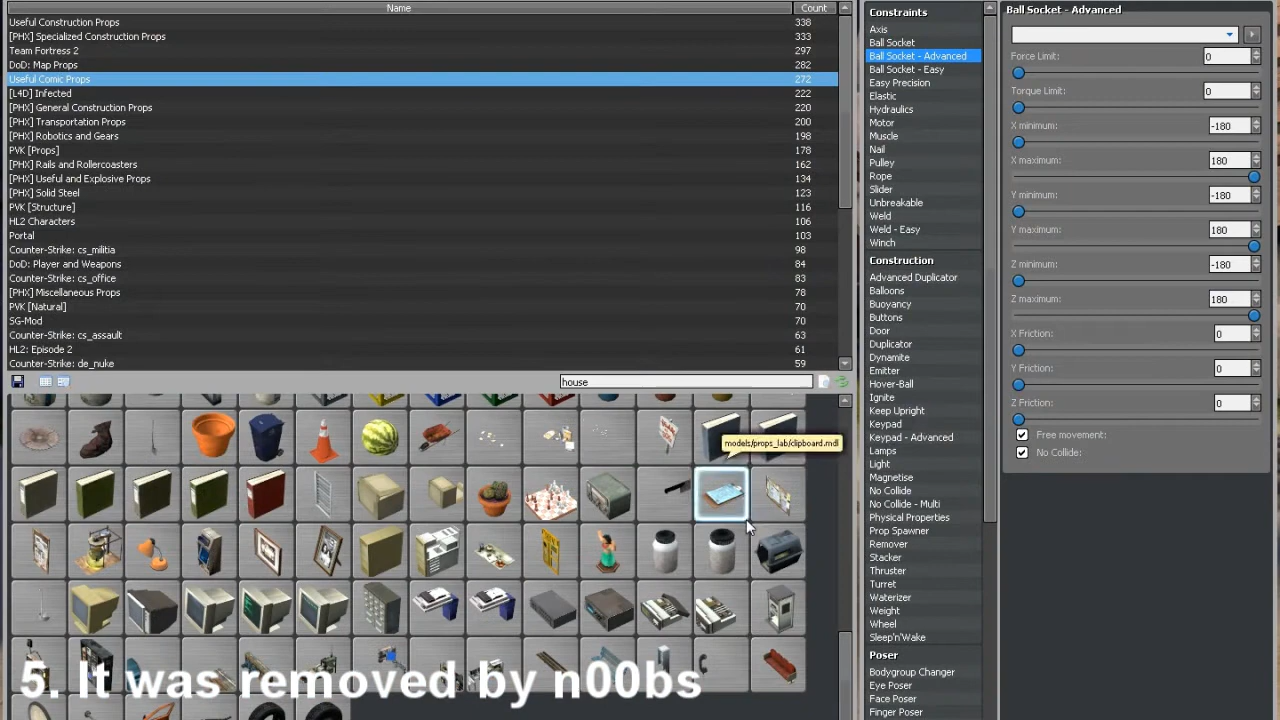 Name Count
Useful Construction Props 338
[PHX] Specialized Construction Props 333
Team Fortress 2 297
DoD: Map Props 282
Useful Comic Props 272
[L4D] Infected 222
[PHX] General Construction Props 220
[PHX] Transportation Props 200
[PHX] Robotics and Gears 198
PVK [Props] 178
[PHX] Rails and Rollercoasters 162
[PHX] Useful and Explosive Props 134
[PHX] Solid Steel 123
PVK [Structure] 116
HL2 Characters 106
Portal 103
Counter-Strike: cs_militia 98
DoD: Player and Weapons 84
Counter-Strike: cs_office 83
[PHX] Miscellaneous Props 78
PVK [Natural] 70
SG-Mod 70
Counter-Strike: cs_assault 63
HL2: Episode 2 61
Counter-Strike: de_nuke 59
house
models/props_lab/clipboard.mdl
5. It was removed by n00bs
Constraints
Axis
Ball Socket
Ball Socket - Advanced
Ball Socket - Easy
Easy Precision
Elastic
Hydraulics
Motor
Muscle
Nail
Pulley
Rope
Slider
Unbreakable
Weld
Weld - Easy
Winch
Construction
Advanced Duplicator
Balloons
Buoyancy
Buttons
Door
Duplicator
Dynamite
Emitter
Hover-Ball
Ignite
Keep Upright
Keypad
Keypad - Advanced
Lamps
Light
Magnetise
No Collide
No Collide - Multi
Physical Properties
Prop Spawner
Remover
Stacker
Thruster
Turret
Waterizer
Weight
Wheel
Sleep'n'Wake
Poser
Bodygroup Changer
Eye Poser
Face Poser
Finger Poser
Ball Socket - Advanced
Force Limit: 0
Torque Limit: 0
X minimum: -180
X maximum: 180
Y minimum: -180
Y maximum: 180
Z minimum: -180
Z maximum: 180
X Friction: 0
Y Friction: 0
Z Friction: 0
Free movement:
No Collide: